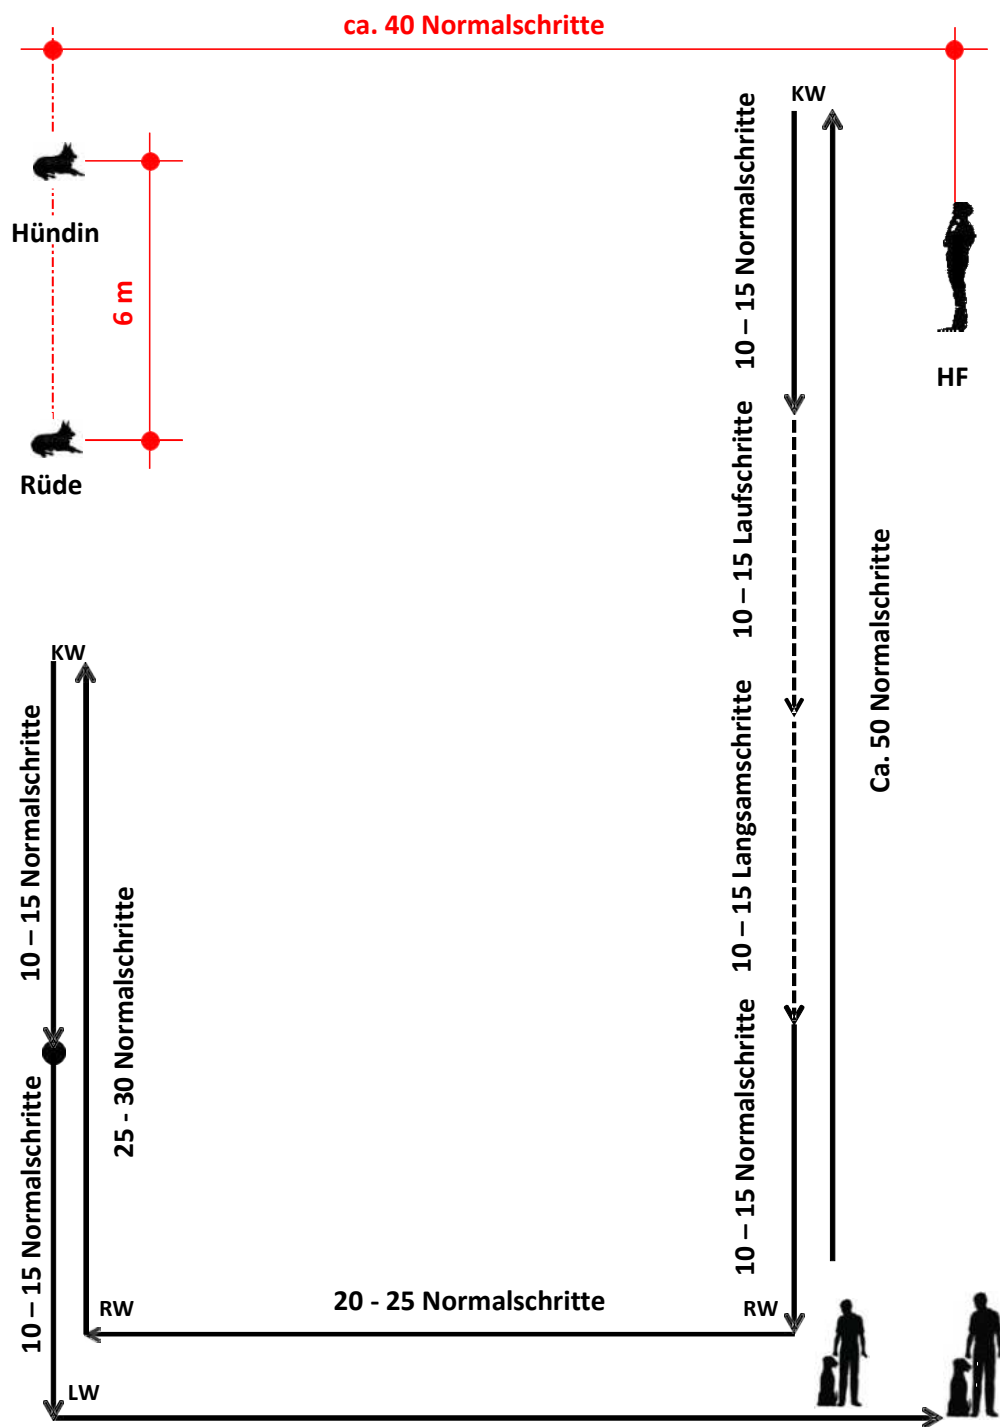 ca. 40 Normalschritte
KW
10 – 15 Normalschritte
Hündin
6 m
HF
Rüde
10 – 15 Laufschritte
Ca. 50 Normalschritte
KW
10 – 15 Normalschritte
10 – 15 Langsamschritte
25 - 30 Normalschritte
10 – 15 Normalschritte
10 – 15 Normalschritte
RW
20 - 25 Normalschritte
RW
LW